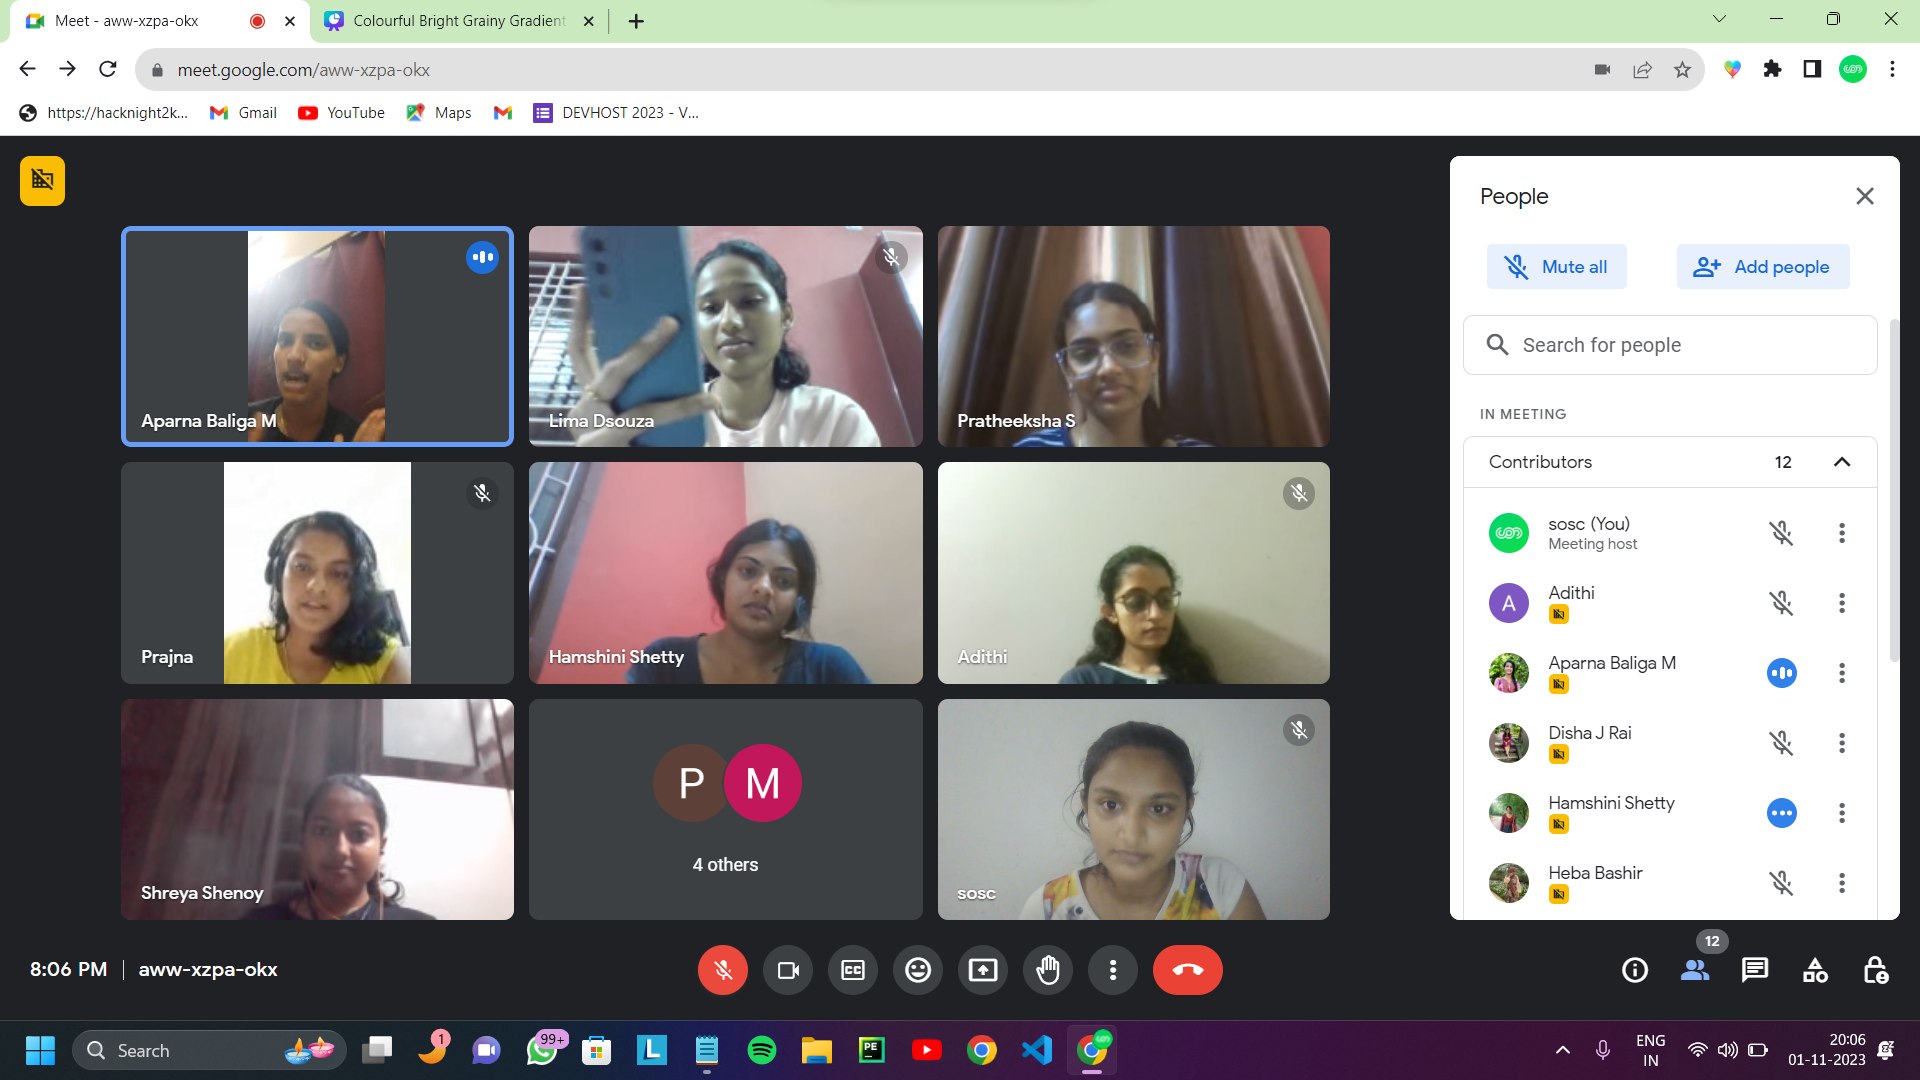 Meet - aww-xzpa-okx
Colourful Bright Grainy Gradient
meet.google.com/aww-xzpa-okx
https://hacknight2k...
Gmail
YouTube
Maps
DEVHOST 2023 - V...
Aparna Baliga M
Lima Dsouza
Pratheeksha S
Prajna
Hamshini Shetty
Adithi
Shreya Shenoy
P
M
4 others
sosc
People
Mute all
Add people
Search for people
IN MEETING
Contributors 12
sosc (You)
Meeting host
A
Adithi
Aparna Baliga M
Disha J Rai
Hamshini Shetty
Heba Bashir
8:06 PM
aww-xzpa-okx
CC
12
Search
1
99+
L
PE
ENG
IN
20:06
01-11-2023